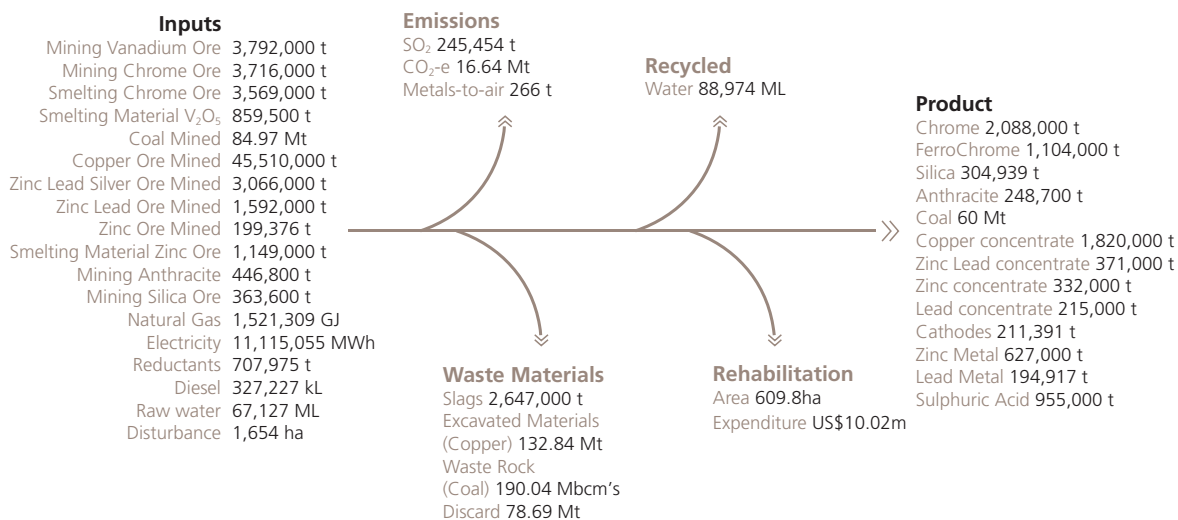 Inputs
Mining Vanadium Ore 3,792,000 t
Mining Chrome Ore 3,716,000 t
Smelting Chrome Ore 3,569,000 t
Smelting Material V₂O₅ 859,500 t
Coal Mined 84.97 Mt
Copper Ore Mined 45,510,000 t
Zinc Lead Silver Ore Mined 3,066,000 t
Zinc Lead Ore Mined 1,592,000 t
Zinc Ore Mined 199,376 t
Smelting Material Zinc Ore 1,149,000 t
Mining Anthracite 446,800 t
Mining Silica Ore 363,600 t
Natural Gas 1,521,309 GJ
Electricity 11,115,055 MWh
Reductants 707,975 t
Diesel 327,227 kL
Raw water 67,127 ML
Disturbance 1,654 ha
Emissions
SO₂ 245,454 t
CO₂-e 16.64 Mt
Metals-to-air 266 t
Waste Materials
Slags 2,647,000 t
Excavated Materials
(Copper) 132.84 Mt
Waste Rock
(Coal) 190.04 Mbcm's
Discard 78.69 Mt
Recycled
Water 88,974 ML
Rehabilitation
Area 609.8ha
Expenditure US$10.02m
Product
Chrome 2,088,000 t
FerroChrome 1,104,000 t
Silica 304,939 t
Anthracite 248,700 t
Coal 60 Mt
Copper concentrate 1,820,000 t
Zinc Lead concentrate 371,000 t
Zinc concentrate 332,000 t
Lead concentrate 215,000 t
Cathodes 211,391 t
Zinc Metal 627,000 t
Lead Metal 194,917 t
Sulphuric Acid 955,000 t